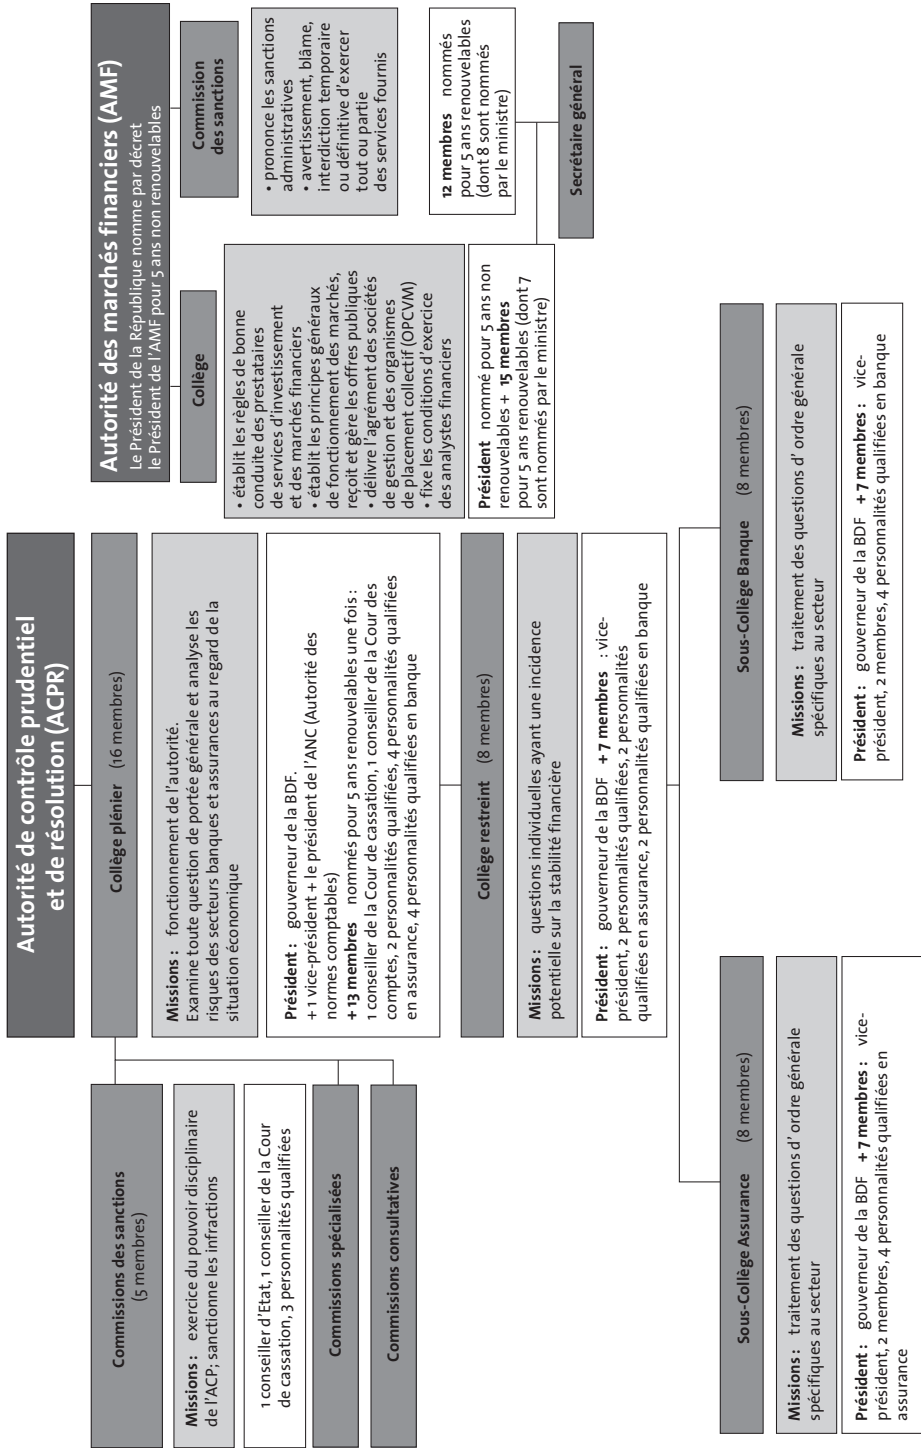 Autorité de contrôle prudentiel
et de résolution (ACPR)
Collège plénier (16 membres)
Missions : fonctionnement de l'autorité.
Examine toute question de portée générale et analyse les
risques des secteurs banques et assurances au regard de la
situation économique
Président : gouverneur de la BDF.
+ 1 vice-président + le président de l'ANC (Autorité des
normes comptables)
+ 13 membres nommés pour 5 ans renouvelables une fois :
1 conseiller de la Cour de cassation, 1 conseiller de la Cour des
comptes, 2 personnalités qualifiées, 4 personnalités qualifiées
en assurance, 4 personnalités qualifiées en banque
Commissions des sanctions
(5 membres)
Missions : exercice du pouvoir disciplinaire
de l'ACP; sanctionne les infractions
1 conseiller d'Etat, 1 conseiller de la Cour
de cassation, 3 personnalités qualifiées
Commissions spécialisées
Commissions consultatives
Collège restreint (8 membres)
Missions : questions individuelles ayant une incidence
potentielle sur la stabilité financière
Président : gouverneur de la BDF + 7 membres : vice-
président, 2 personnalités qualifiées, 2 personnalités
qualifiées en assurance, 2 personnalités qualifiées en banque
Sous-Collège Assurance (8 membres)
Missions : traitement des questions d' ordre générale
spécifiques au secteur
Président : gouverneur de la BDF + 7 membres : vice-
président, 2 membres, 4 personnalités qualifiées en
assurance
Sous-Collège Banque (8 membres)
Missions : traitement des questions d' ordre générale
spécifiques au secteur
Président : gouverneur de la BDF + 7 membres : vice-
président, 2 membres, 4 personnalités qualifiées en banque
Autorité des marchés financiers (AMF)
Le Président de la République nomme par décret
le Président de l'AMF pour 5 ans non renouvelables
Collège
• établit les règles de bonne
conduite des prestataires
de services d'investissement
et des marchés financiers
• établit les principes généraux
de fonctionnement des marchés,
reçoit et gère les offres publiques
• délivre l'agrément des sociétés
de gestion et des organismes
de placement collectif (OPCVM)
• fixe les conditions d'exercice
des analystes financiers
Président nommé pour 5 ans non
renouvelables + 15 membres
pour 5 ans renouvelables (dont 7
sont nommés par le ministre)
Commission
des sanctions
• prononce les sanctions
administratives
• avertissement, blâme,
interdiction temporaire
ou définitive d'exercer
tout ou partie
des services fournis
12 membres nommés
pour 5 ans renouvelables
(dont 8 sont nommés
par le ministre)
Secrétaire général